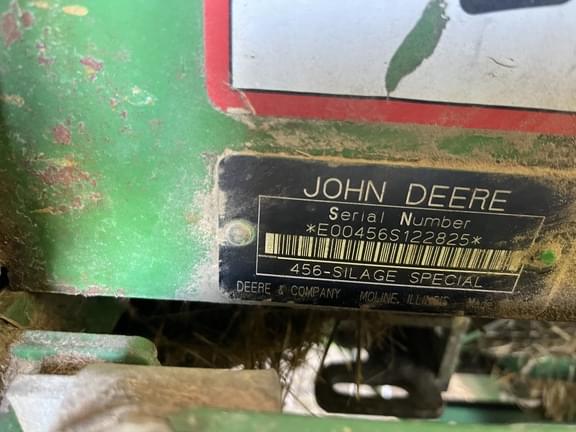 JOHN DEERE
Serial Number
*E00456S122825*
456-SILAGE SPECIAL
DEERE & COMPANY MOLINE, ILLINOIS